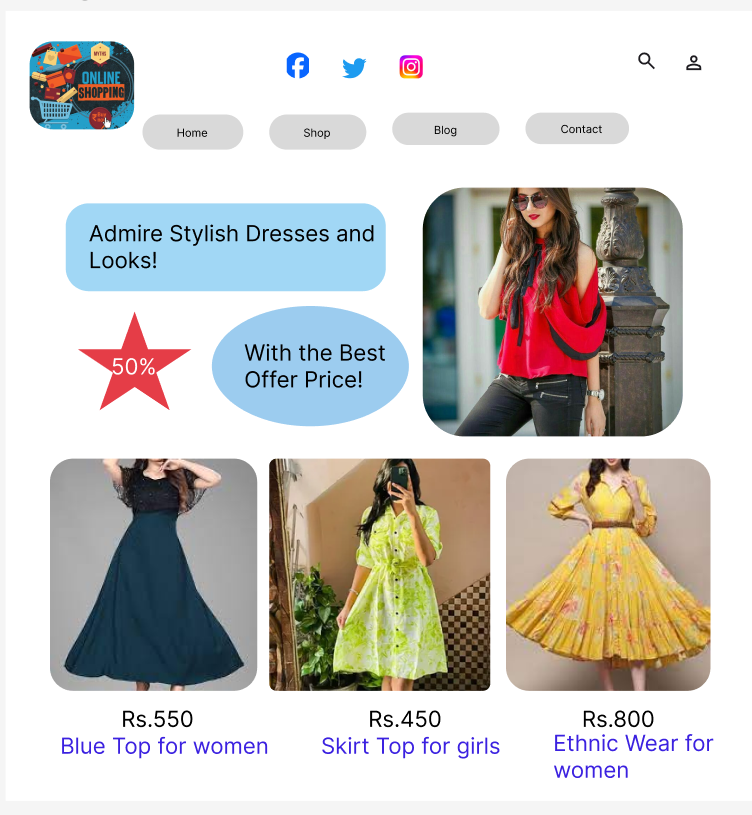 MYTHS
ONLINE
SHOPPING
Home
Shop
Blog
Contact
Admire Stylish Dresses and
Looks!
50%
With the Best
Offer Price!
Rs.550
Rs.450
Rs.800
Blue Top for women
Skirt Top for girls
Ethnic Wear for
women